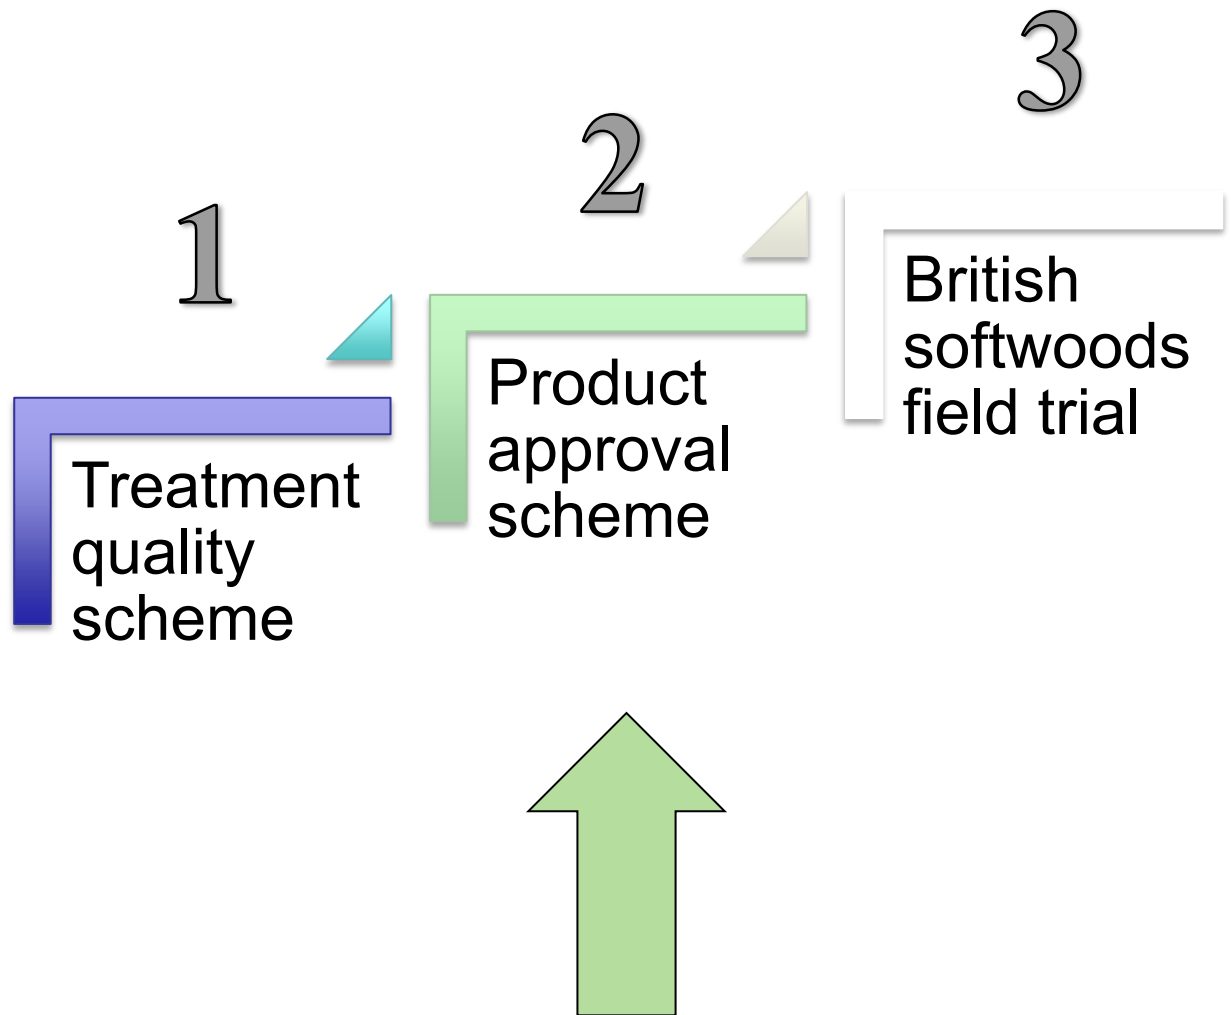 1
Treatment
quality
scheme
2
Product
approval
scheme
3
British
softwoods
field trial